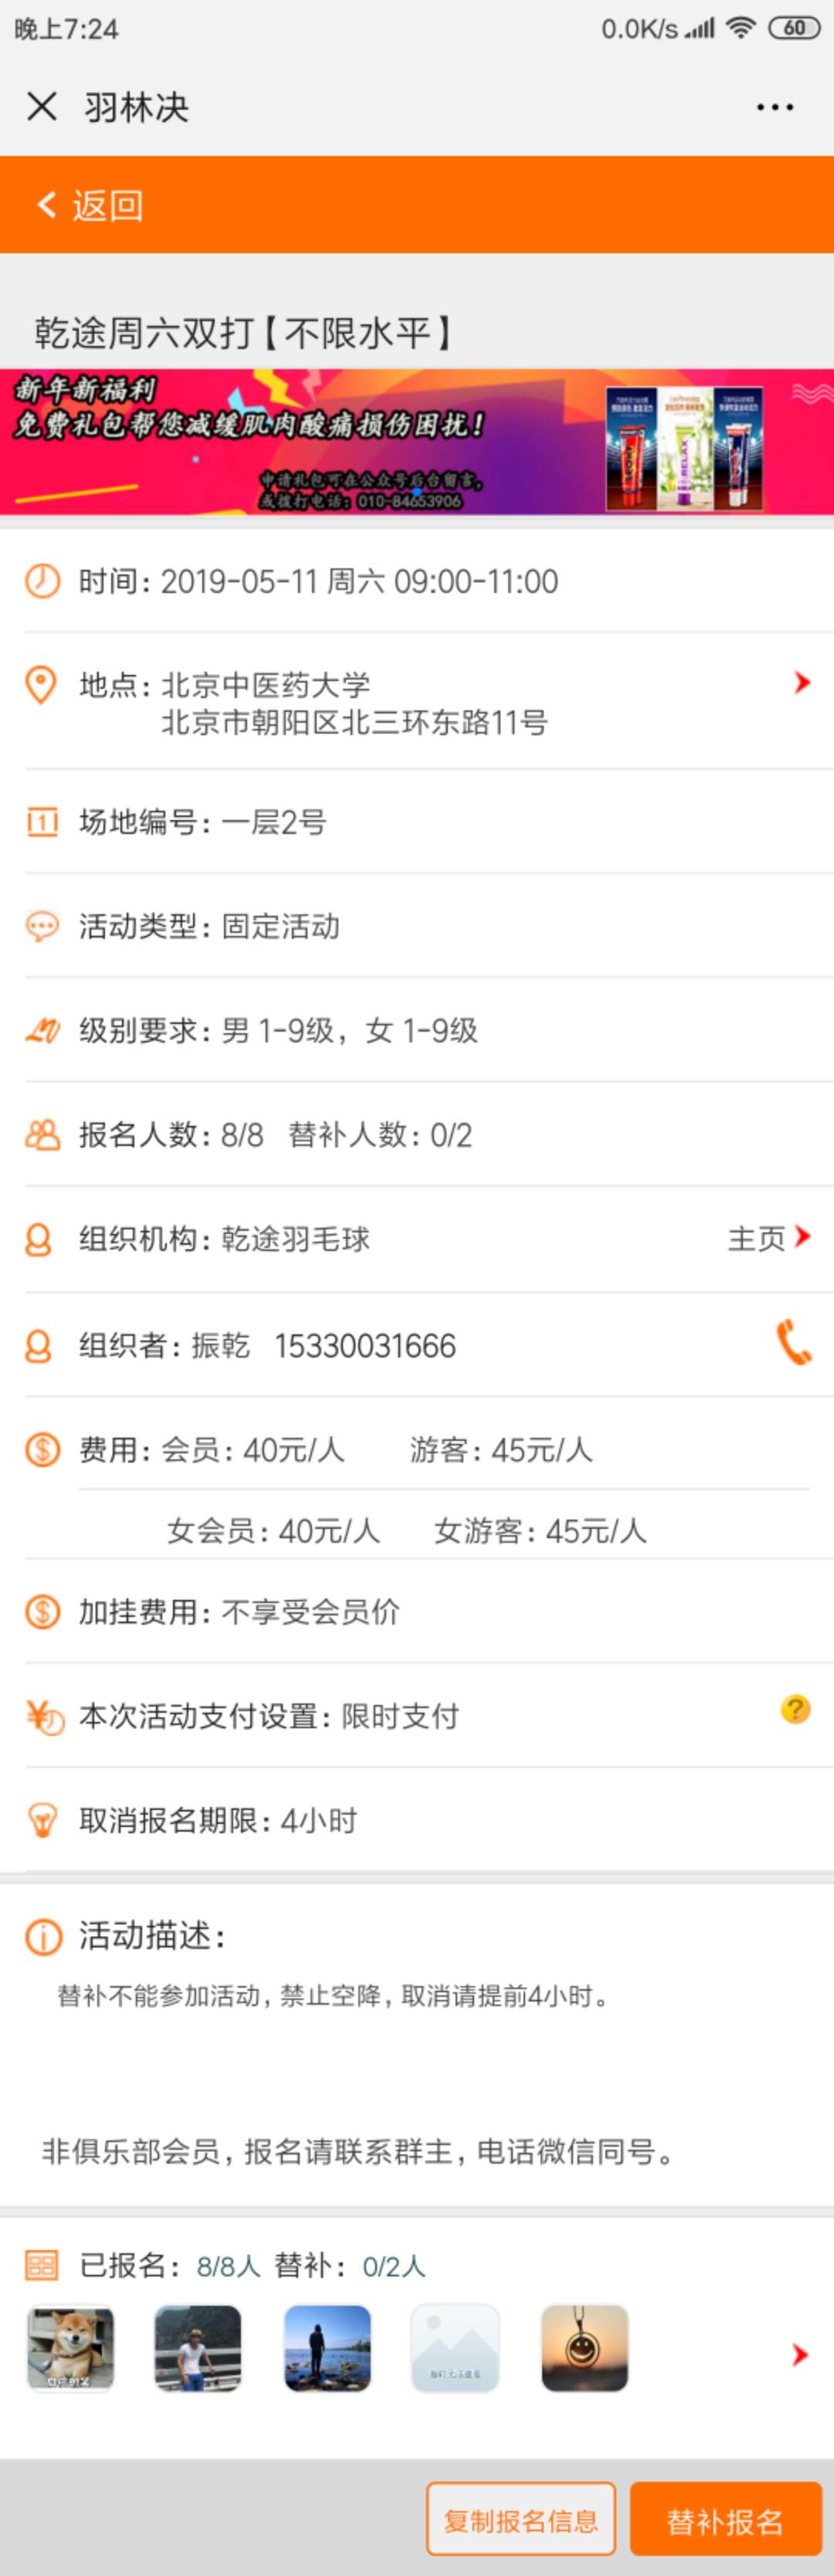 晚上7:24 0.0K/s 60
羽林决
返回
乾途周六双打【不限水平】
新年新福利
免费礼包帮您减缓肌肉酸痛损伤困扰！
申请礼包可在公众号后台留言，
或拨打电话：010-84653906
RELAX
时间：2019-05-11 周六 09:00-11:00
地点：北京中医药大学
北京市朝阳区北三环东路11号
1 场地编号：一层2号
活动类型：固定活动
LV 级别要求：男 1-9级，女 1-9级
报名人数：8/8 替补人数：0/2
组织机构：乾途羽毛球 主页
组织者：振乾 15330031666
费用：会员：40元/人 游客：45元/人
女会员：40元/人 女游客：45元/人
加挂费用：不享受会员价
本次活动支付设置：限时支付
取消报名期限：4小时
活动描述：
替补不能参加活动，禁止空降，取消请提前4小时。
非俱乐部会员，报名请联系群主，电话微信同号。
已报名：8/8人 替补：0/2人
复制报名信息 替补报名